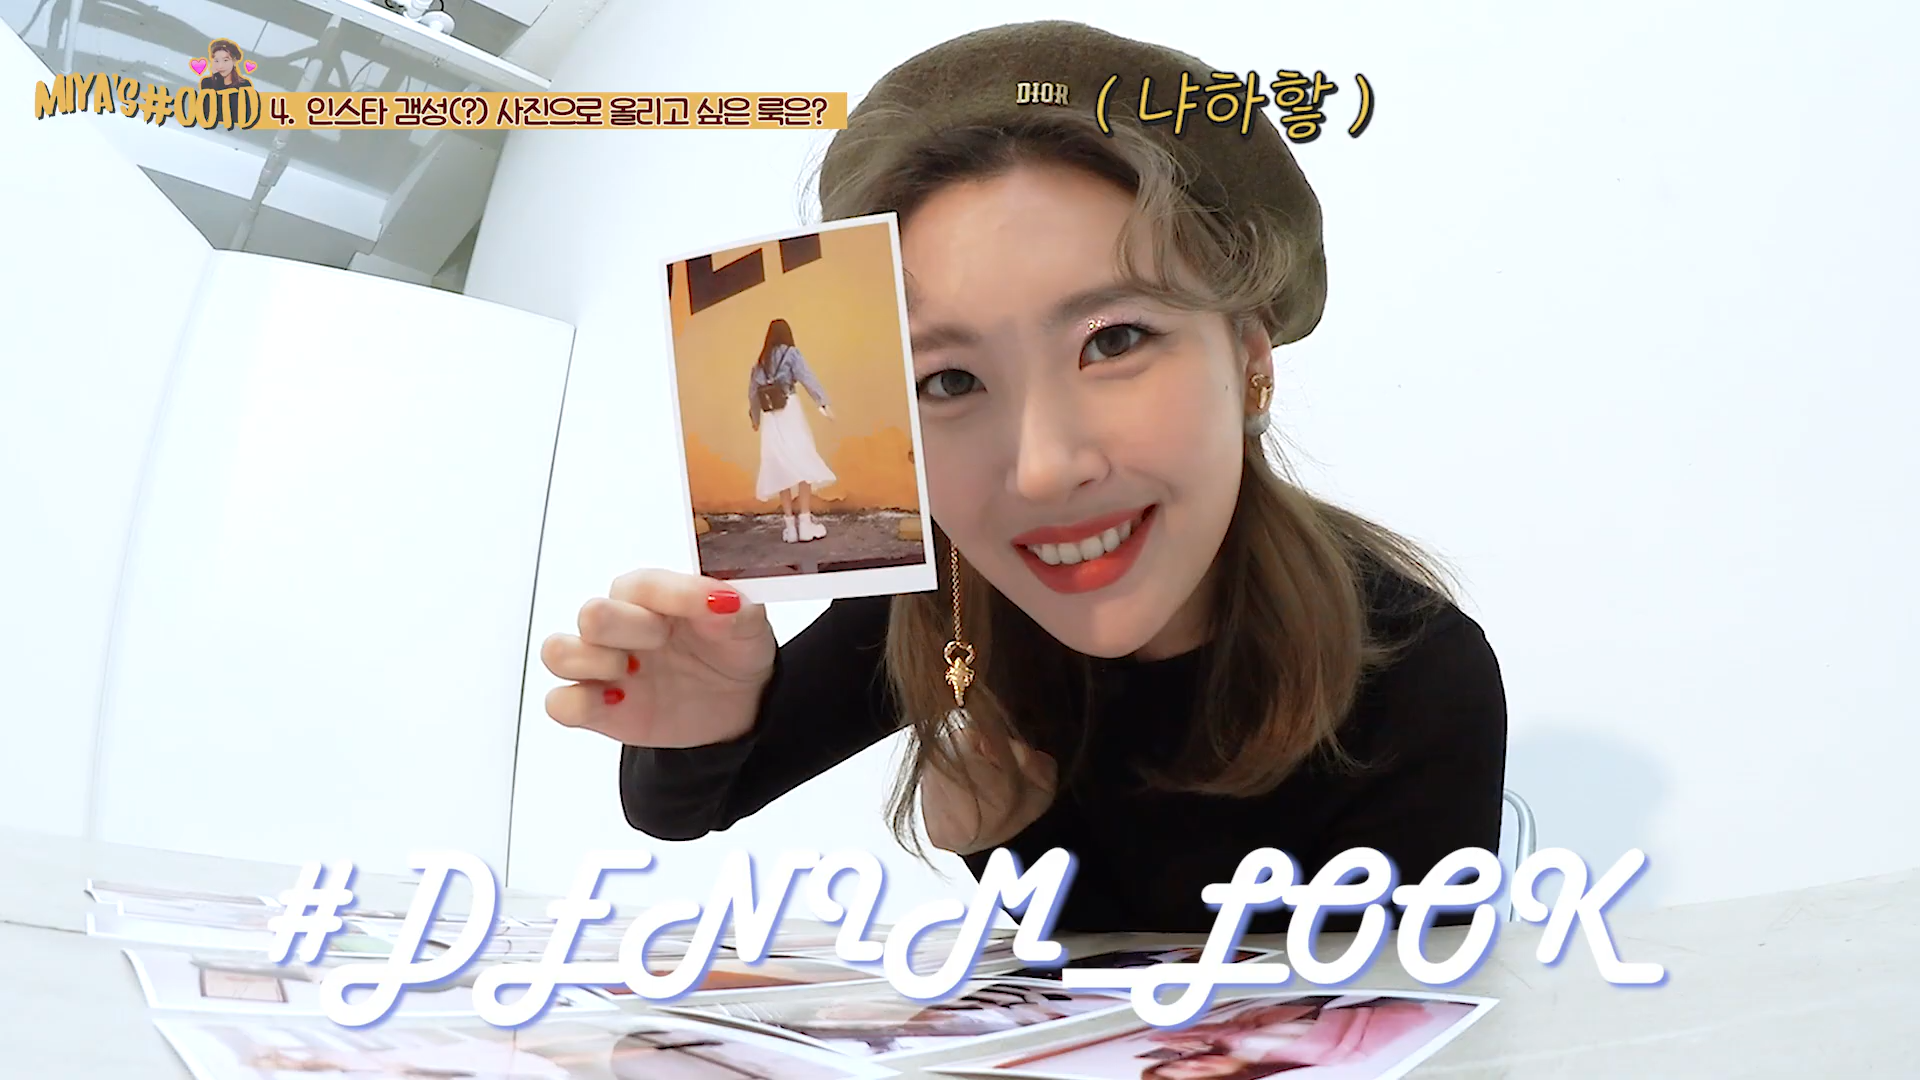 MIYA'S #OOTD
4. 인스타 갬성(?) 사진으로 올리고 싶은 룩은?
DIOR
( 냐하핳 )
#DENIM_LOOK